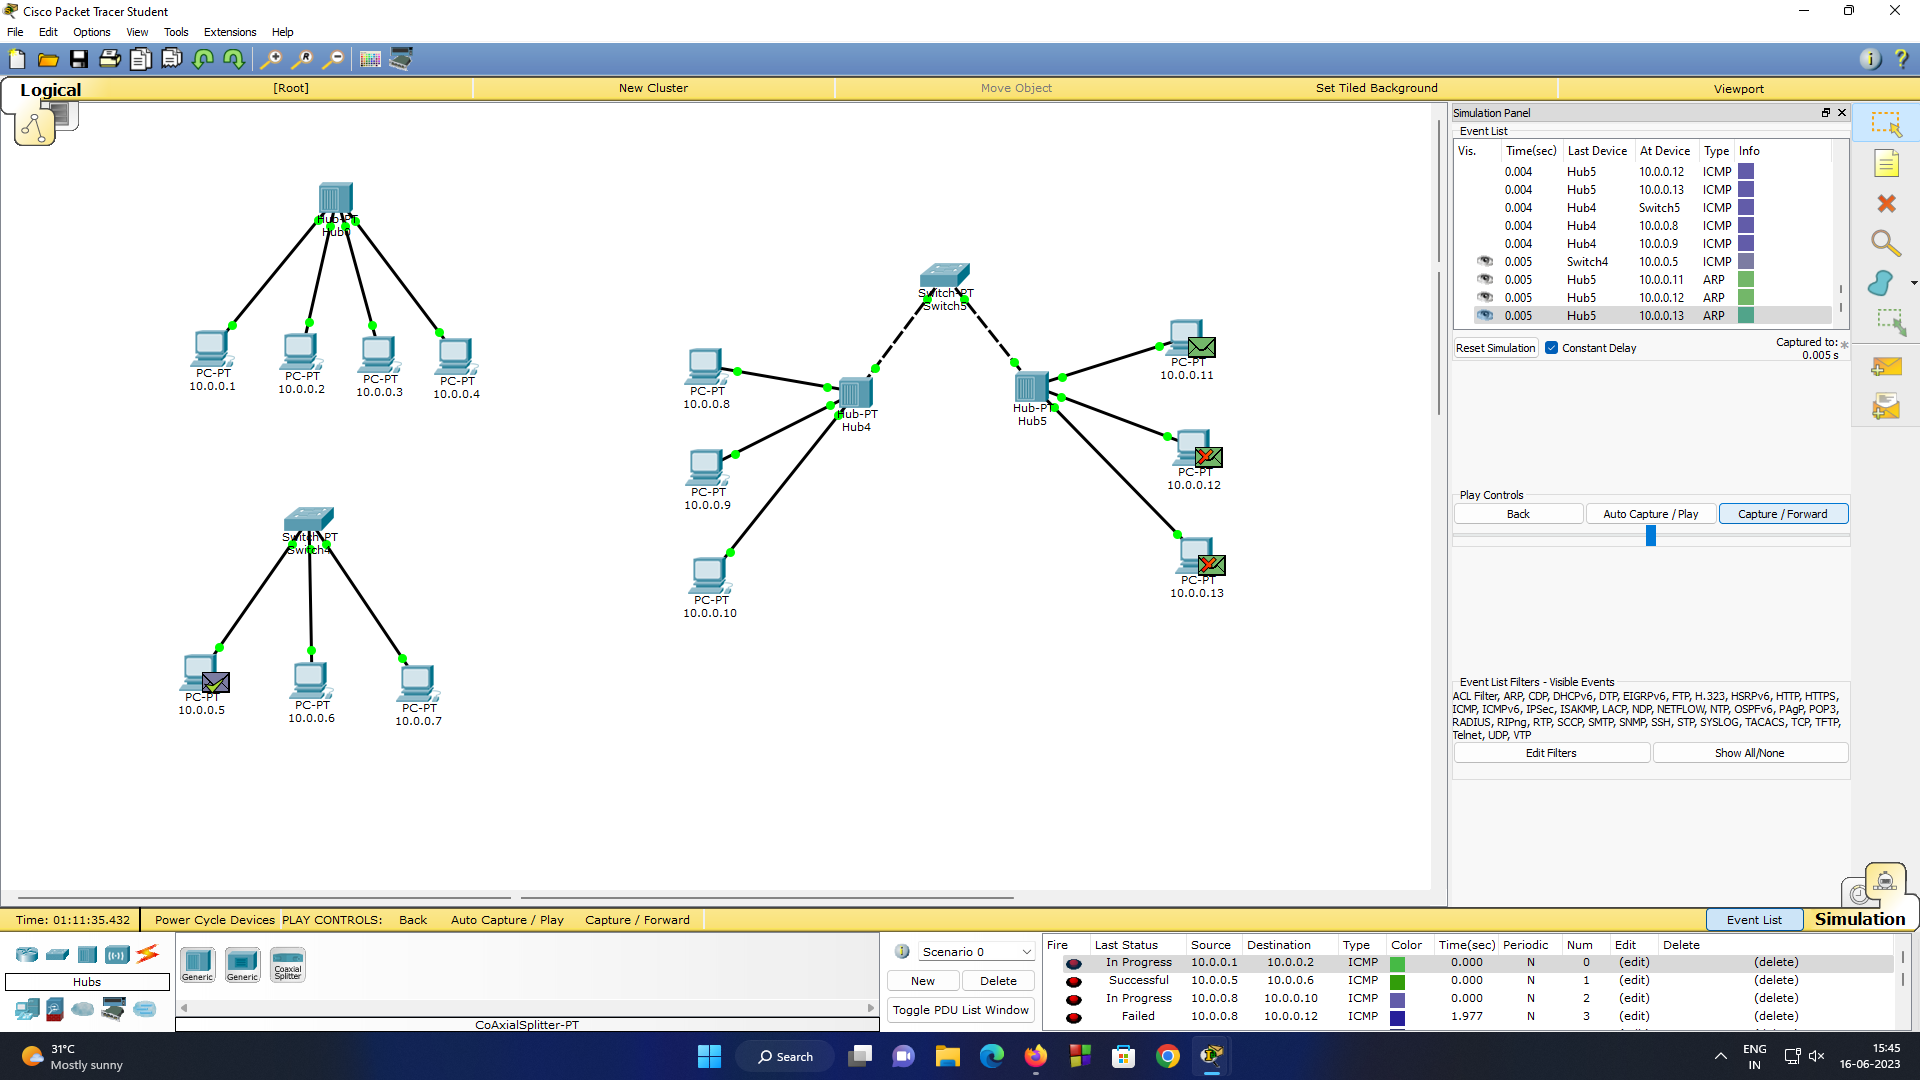 Cisco Packet Tracer Student
File Edit Options View Tools Extensions Help
Logical [Root] New Cluster Move Object Set Tiled Background Viewport
Hub-PT
Hub0
PC-PT
10.0.0.1
PC-PT
10.0.0.2
PC-PT
10.0.0.3
PC-PT
10.0.0.4
Switch-PT
Switch4
PC-PT
10.0.0.5
PC-PT
10.0.0.6
PC-PT
10.0.0.7
Switch-PT
Switch5
PC-PT
10.0.0.8
Hub-PT
Hub4
PC-PT
10.0.0.9
PC-PT
10.0.0.10
Hub-PT
Hub5
PC-PT
10.0.0.11
PC-PT
10.0.0.12
PC-PT
10.0.0.13
Simulation Panel
Event List
Vis. Time(sec) Last Device At Device Type Info
0.004 Hub5 10.0.0.12 ICMP
0.004 Hub5 10.0.0.13 ICMP
0.004 Hub4 Switch5 ICMP
0.004 Hub4 10.0.0.8 ICMP
0.004 Hub4 10.0.0.9 ICMP
0.005 Switch4 10.0.0.5 ICMP
0.005 Hub5 10.0.0.11 ARP
0.005 Hub5 10.0.0.12 ARP
0.005 Hub5 10.0.0.13 ARP
Reset Simulation Constant Delay Captured to: *
0.005 s
Play Controls
Back Auto Capture / Play Capture / Forward
Event List Filters - Visible Events
ACL Filter, ARP, CDP, DHCPv6, DTP, EIGRPv6, FTP, H.323, HSRPv6, HTTP, HTTPS,
ICMP, ICMPv6, IPSec, ISAKMP, LACP, NDP, NETFLOW, NTP, OSPFv6, PAgP, POP3,
RADIUS, RIPng, RTP, SCCP, SMTP, SNMP, SSH, STP, SYSLOG, TACACS, TCP, TFTP,
Telnet, UDP, VTP
Edit Filters Show All/None
Time: 01:11:35.432 Power Cycle Devices PLAY CONTROLS: Back Auto Capture / Play Capture / Forward Event List Simulation
Hubs
Generic Generic Coaxial Splitter
CoAxialSplitter-PT
Scenario 0
New Delete
Toggle PDU List Window
Fire Last Status Source Destination Type Color Time(sec) Periodic Num Edit Delete
In Progress 10.0.0.1 10.0.0.2 ICMP 0.000 N 0 (edit) (delete)
Successful 10.0.0.5 10.0.0.6 ICMP 0.000 N 1 (edit) (delete)
In Progress 10.0.0.8 10.0.0.10 ICMP 0.000 N 2 (edit) (delete)
Failed 10.0.0.8 10.0.0.12 ICMP 1.977 N 3 (edit) (delete)
31°C
Mostly sunny
Search
ENG
IN
15:45
16-06-2023